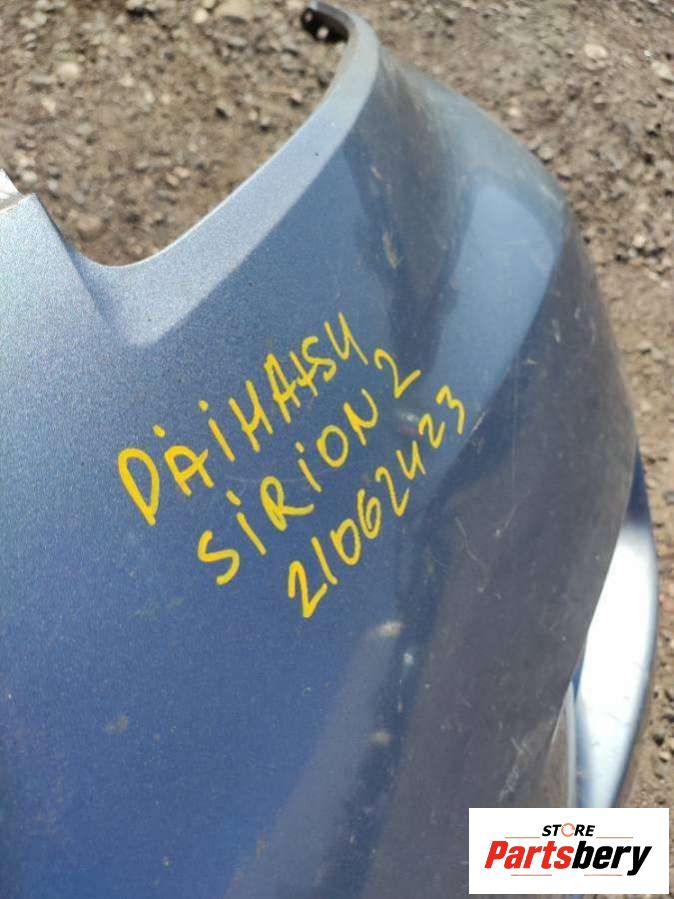 DAIHATSU
SIRION 2
21062423
STORE
Partsbery